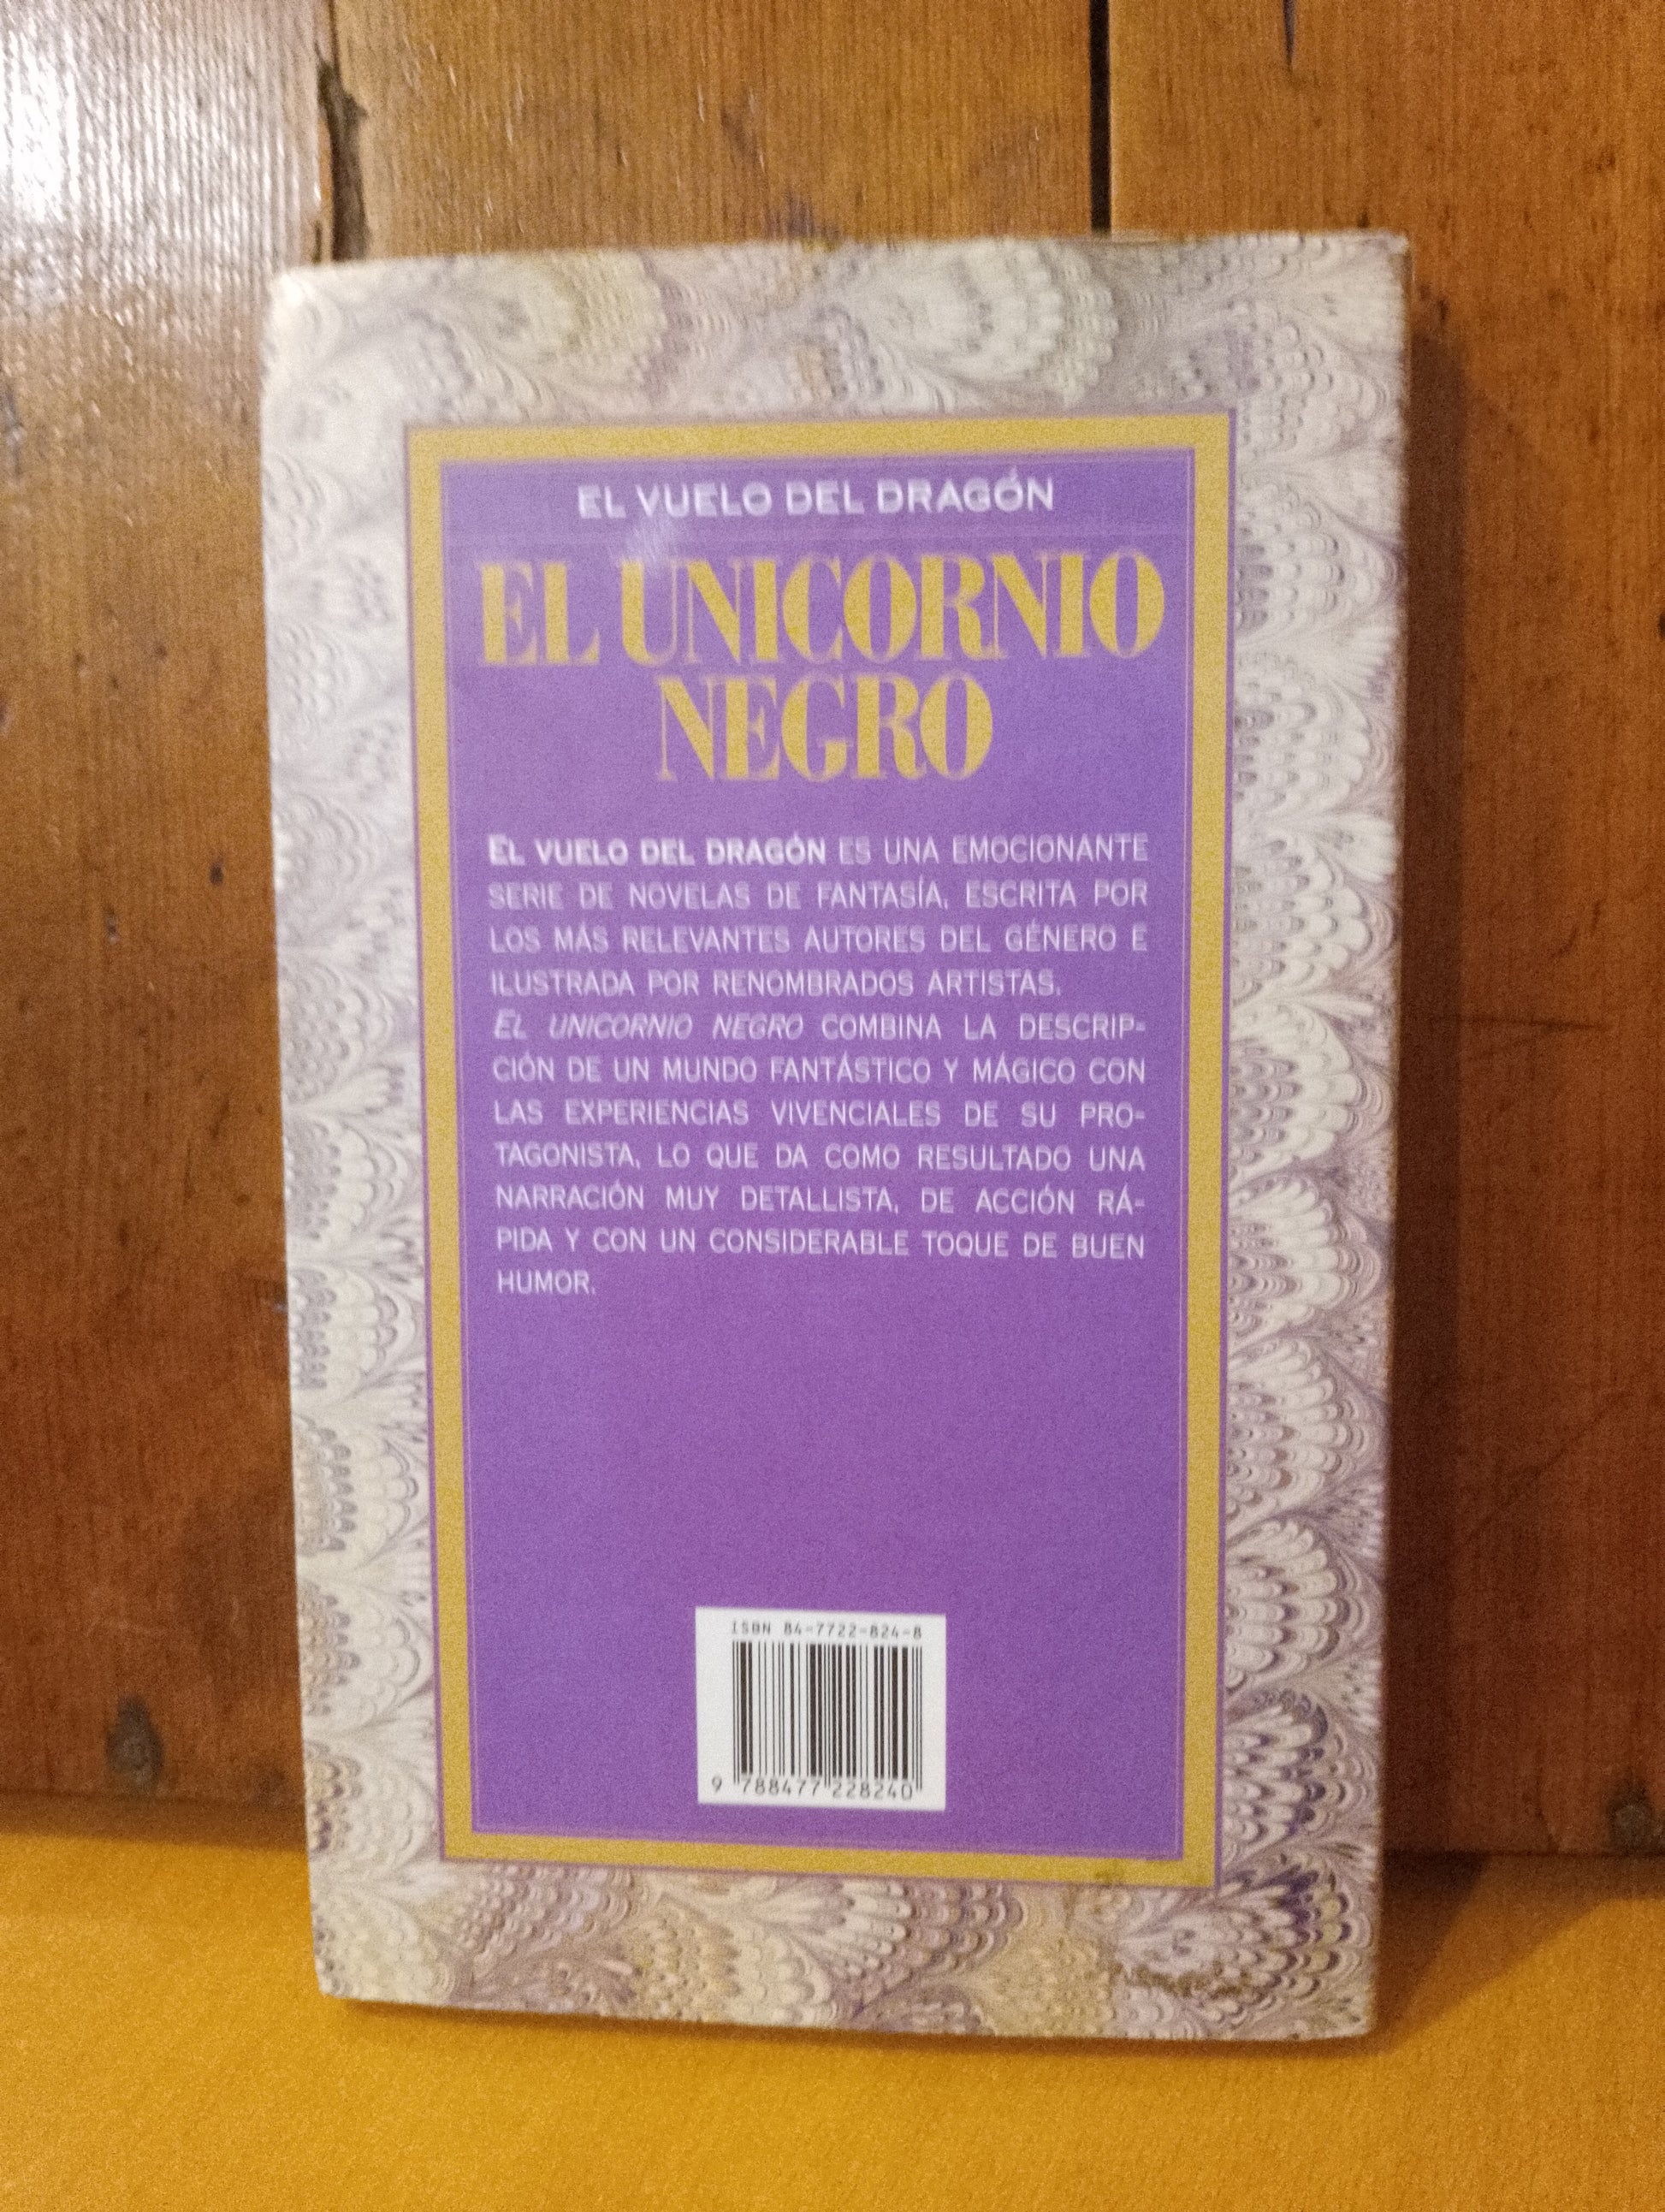 EL VUELO DEL DRAGÓN
EL UNICORNIO
NEGRO
EL VUELO DEL DRAGÓN ES UNA EMOCIONANTE
SERIE DE NOVELAS DE FANTASÍA, ESCRITA POR
LOS MÁS RELEVANTES AUTORES DEL GÉNERO E
ILUSTRADA POR RENOMBRADOS ARTISTAS.
EL UNICORNIO NEGRO COMBINA LA DESCRIP-
CIÓN DE UN MUNDO FANTÁSTICO Y MÁGICO CON
LAS EXPERIENCIAS VIVENCIALES DE SU PRO-
TAGONISTA, LO QUE DA COMO RESULTADO UNA
NARRACIÓN MUY DETALLISTA, DE ACCIÓN RÁ-
PIDA Y CON UN CONSIDERABLE TOQUE DE BUEN
HUMOR.
ISBN 84-7722-824-8
9 788477 228240